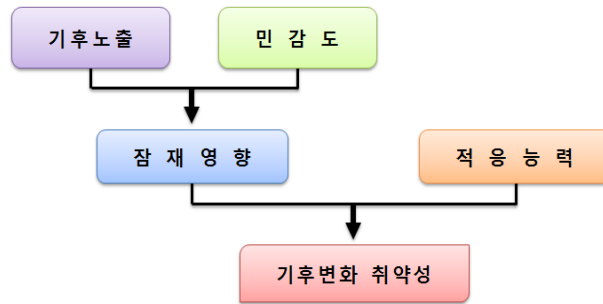 기후노출
민 감 도
잠 재 영 향
적 응 능 력
기후변화 취약성